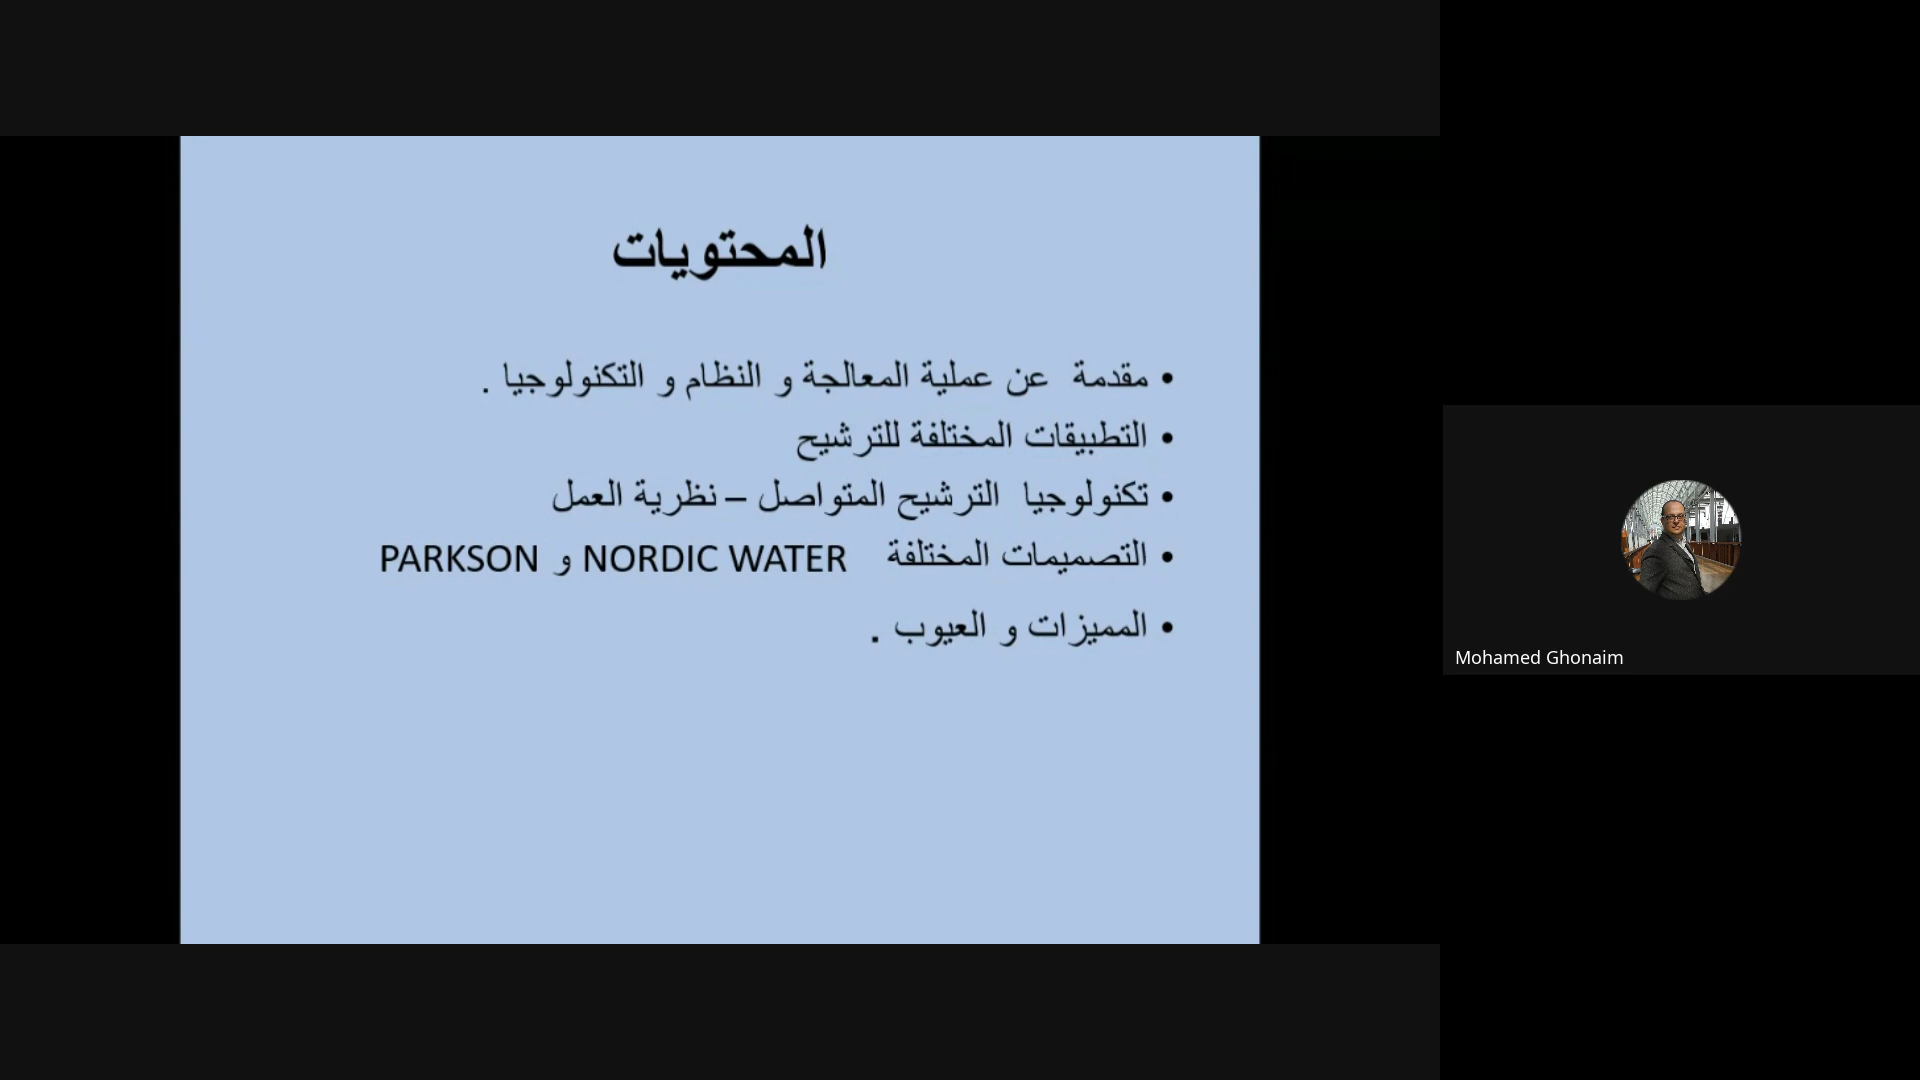 المحتويات
• مقدمة عن عملية المعالجة و النظام و التكنولوجيا .
• التطبيقات المختلفة للترشيح
• تكنولوجيا الترشيح المتواصل – نظرية العمل
• التصميمات المختلفة NORDIC WATER و PARKSON
• المميزات و العيوب .
Mohamed Ghonaim